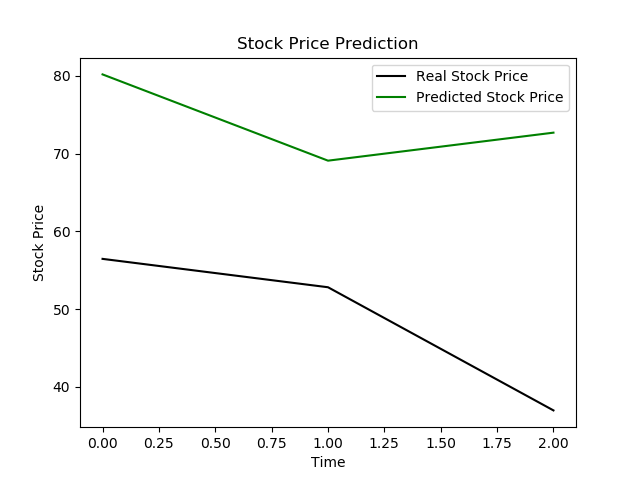 Stock Price Prediction
Real Stock Price
Predicted Stock Price
Stock Price
80
70
60
50
40
0.00 0.25 0.50 0.75 1.00 1.25 1.50 1.75 2.00
Time